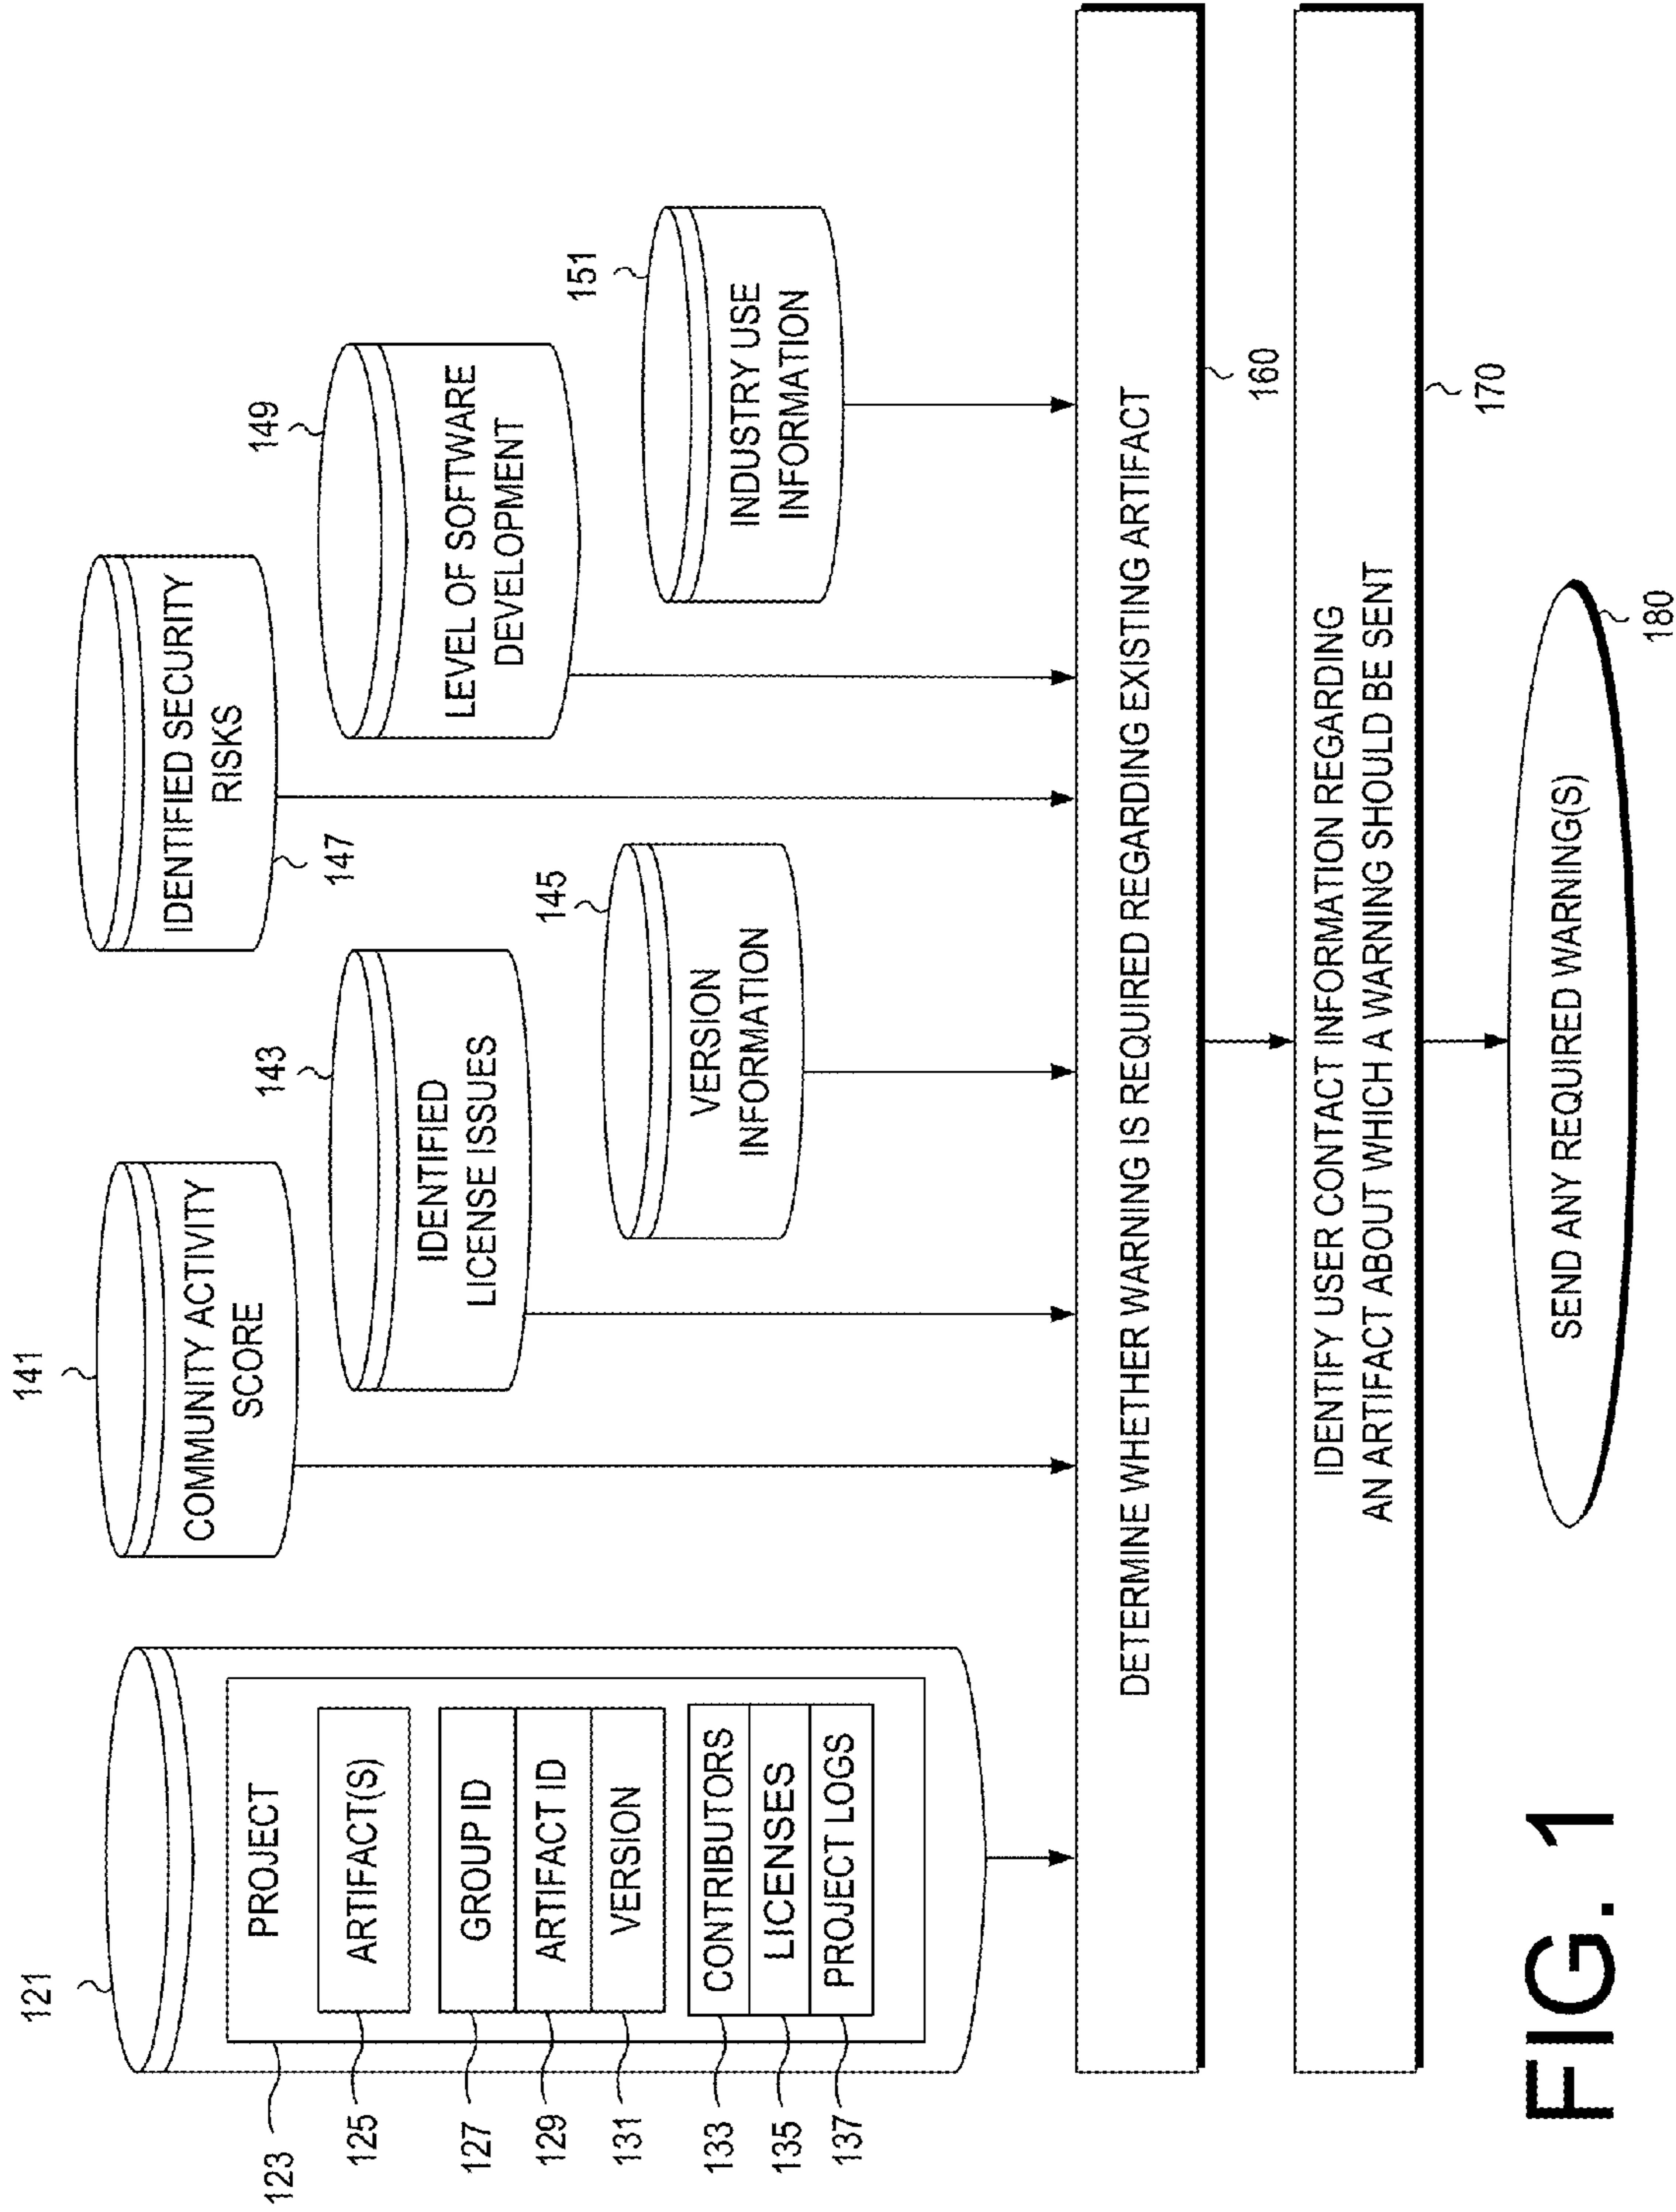 121
PROJECT
ARTIFACT(S)
GROUP ID
ARTIFACT ID
VERSION
CONTRIBUTORS
LICENSES
PROJECT LOGS
123
125
127
129
131
133
135
137
141
COMMUNITY ACTIVITY
SCORE
143
IDENTIFIED
LICENSE ISSUES
145
VERSION
INFORMATION
IDENTIFIED SECURITY
RISKS
147
149
LEVEL OF SOFTWARE
DEVELOPMENT
151
INDUSTRY USE
INFORMATION
DETERMINE WHETHER WARNING IS REQUIRED REGARDING EXISTING ARTIFACT
160
IDENTIFY USER CONTACT INFORMATION REGARDING
AN ARTIFACT ABOUT WHICH A WARNING SHOULD BE SENT
170
SEND ANY REQUIRED WARNING(S)
180
FIG. 1